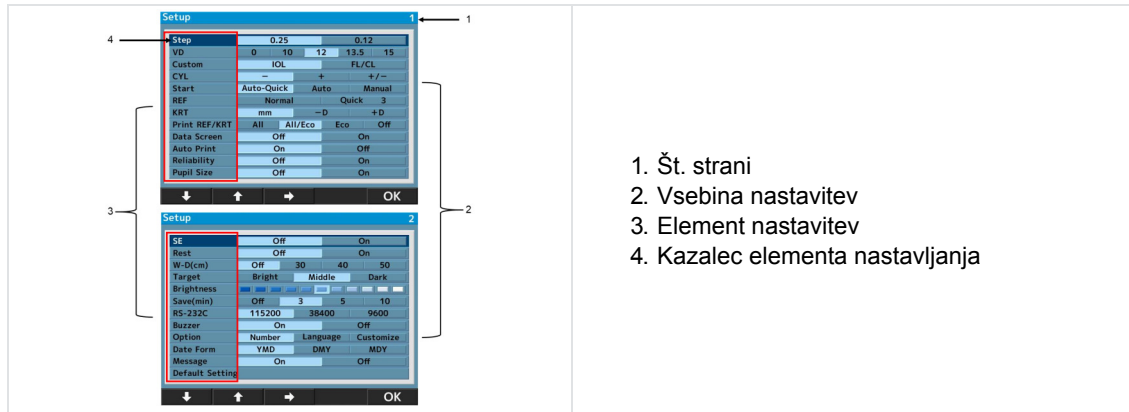 Setup 1
1
4
Step 0.25 0.12
VD 0 10 12 13.5 15
Custom IOL FL/CL
CYL − + +/−
Start Auto-Quick Auto Manual
REF Normal Quick 3
KRT mm −D +D
Print REF/KRT All All/Eco Eco Off
Data Screen Off On
Auto Print On Off
Reliability Off On
Pupil Size Off On
OK
3
2
Setup 2
SE Off On
Rest Off On
W-D(cm) Off 30 40 50
Target Bright Middle Dark
Brightness
Save(min) Off 3 5 10
RS-232C 115200 38400 9600
Buzzer On Off
Option Number Language Customize
Date Form YMD DMY MDY
Message On Off
Default Setting
OK
1. Št. strani
2. Vsebina nastavitev
3. Element nastavitev
4. Kazalec elementa nastavljanja